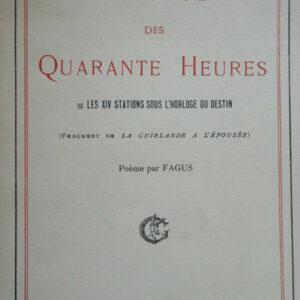 DES
QUARANTE HEURES
OU LES XIV STATIONS SOUS L'HORLOGE DU DESTIN
(FRAGMENT DE LA GUIRLANDE A L'ÉPOUSÉE)
Poème par FAGUS